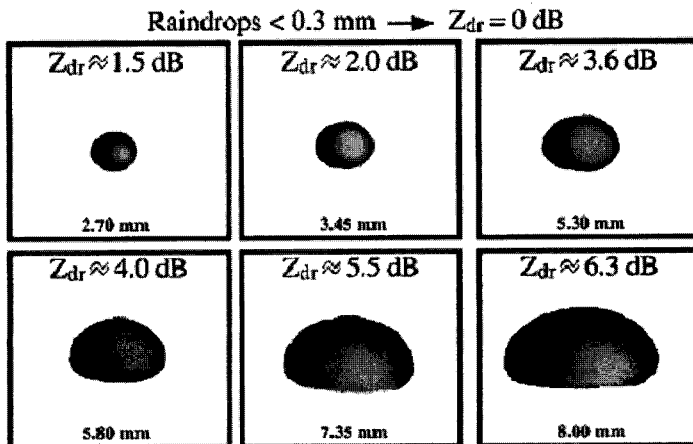 Raindrops < 0.3 mm → Zdr = 0 dB
Zdr ≈ 1.5 dB
2.70 mm
Zdr ≈ 2.0 dB
3.45 mm
Zdr ≈ 3.6 dB
5.30 mm
Zdr ≈ 4.0 dB
5.80 mm
Zdr ≈ 5.5 dB
7.35 mm
Zdr ≈ 6.3 dB
8.00 mm